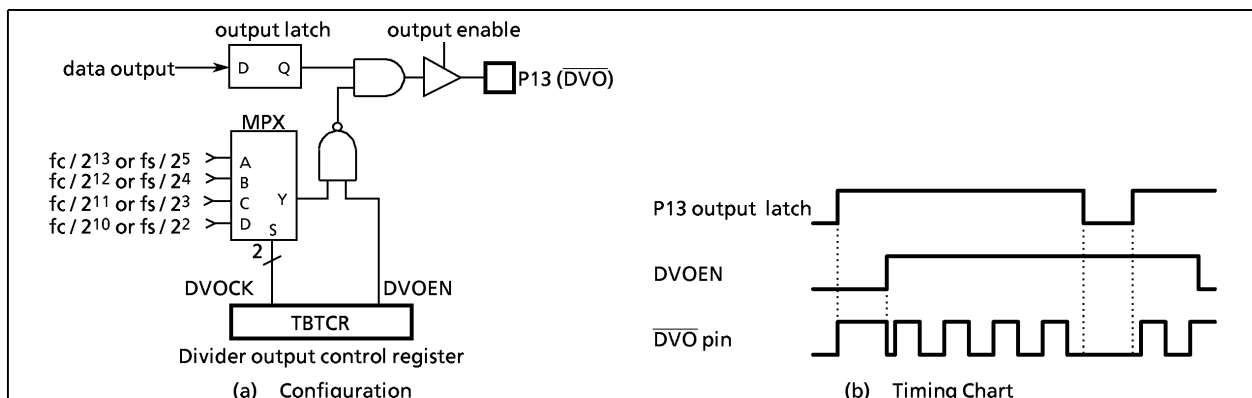 output latch
output enable
data output
D Q
P13 (DVO)
MPX
fc / 2¹³ or fs / 2⁵
A
fc / 2¹² or fs / 2⁴
B
fc / 2¹¹ or fs / 2³
C
Y
fc / 2¹⁰ or fs / 2²
D
S
2
DVOCK
DVOEN
TBTCR
Divider output control register
(a) Configuration
P13 output latch
DVOEN
DVO pin
(b) Timing Chart